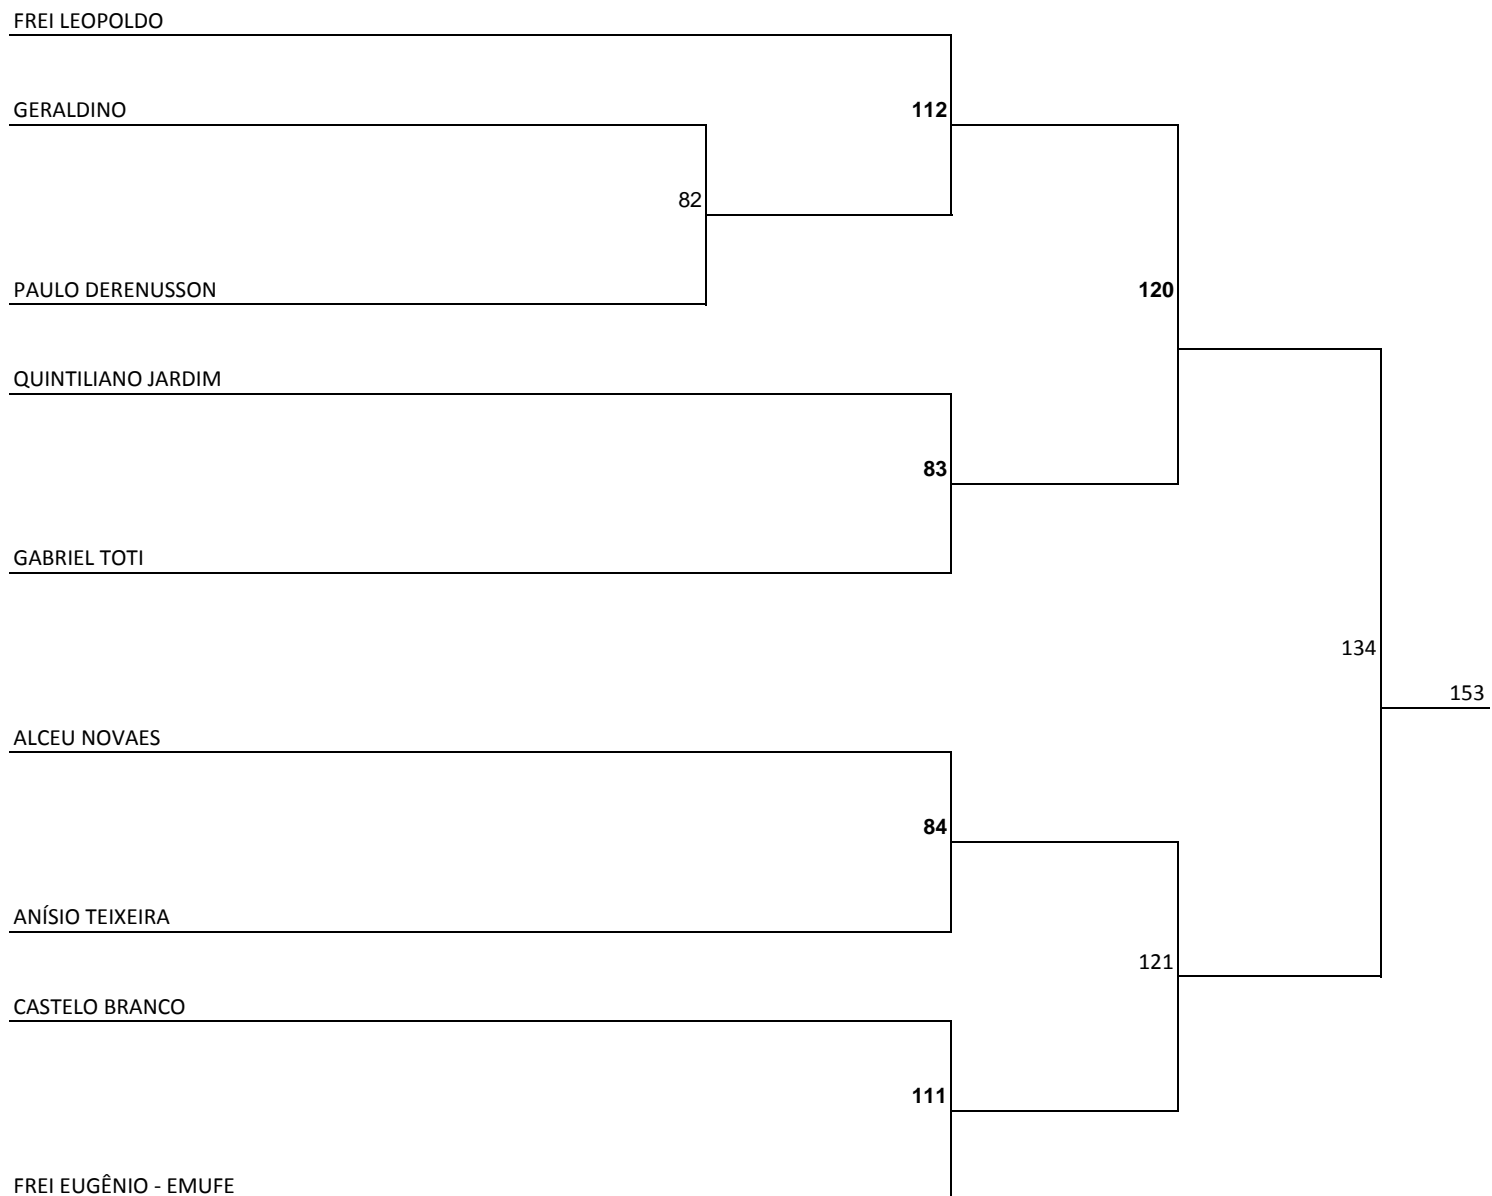 FREI LEOPOLDO
GERALDINO
112
82
PAULO DERENUSSON
120
QUINTILIANO JARDIM
83
GABRIEL TOTI
134
153
ALCEU NOVAES
84
ANÍSIO TEIXEIRA
121
CASTELO BRANCO
111
FREI EUGÊNIO - EMUFE